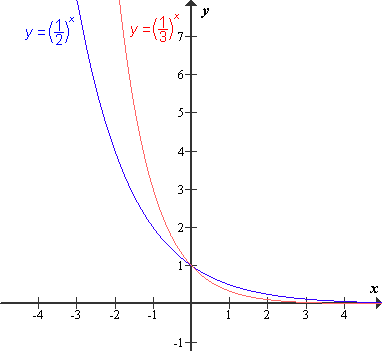 y = (1/2)^x
y = (1/3)^x
y
7
6
5
4
3
2
1
-4 -3 -2 -1 1 2 3 4 x
-1